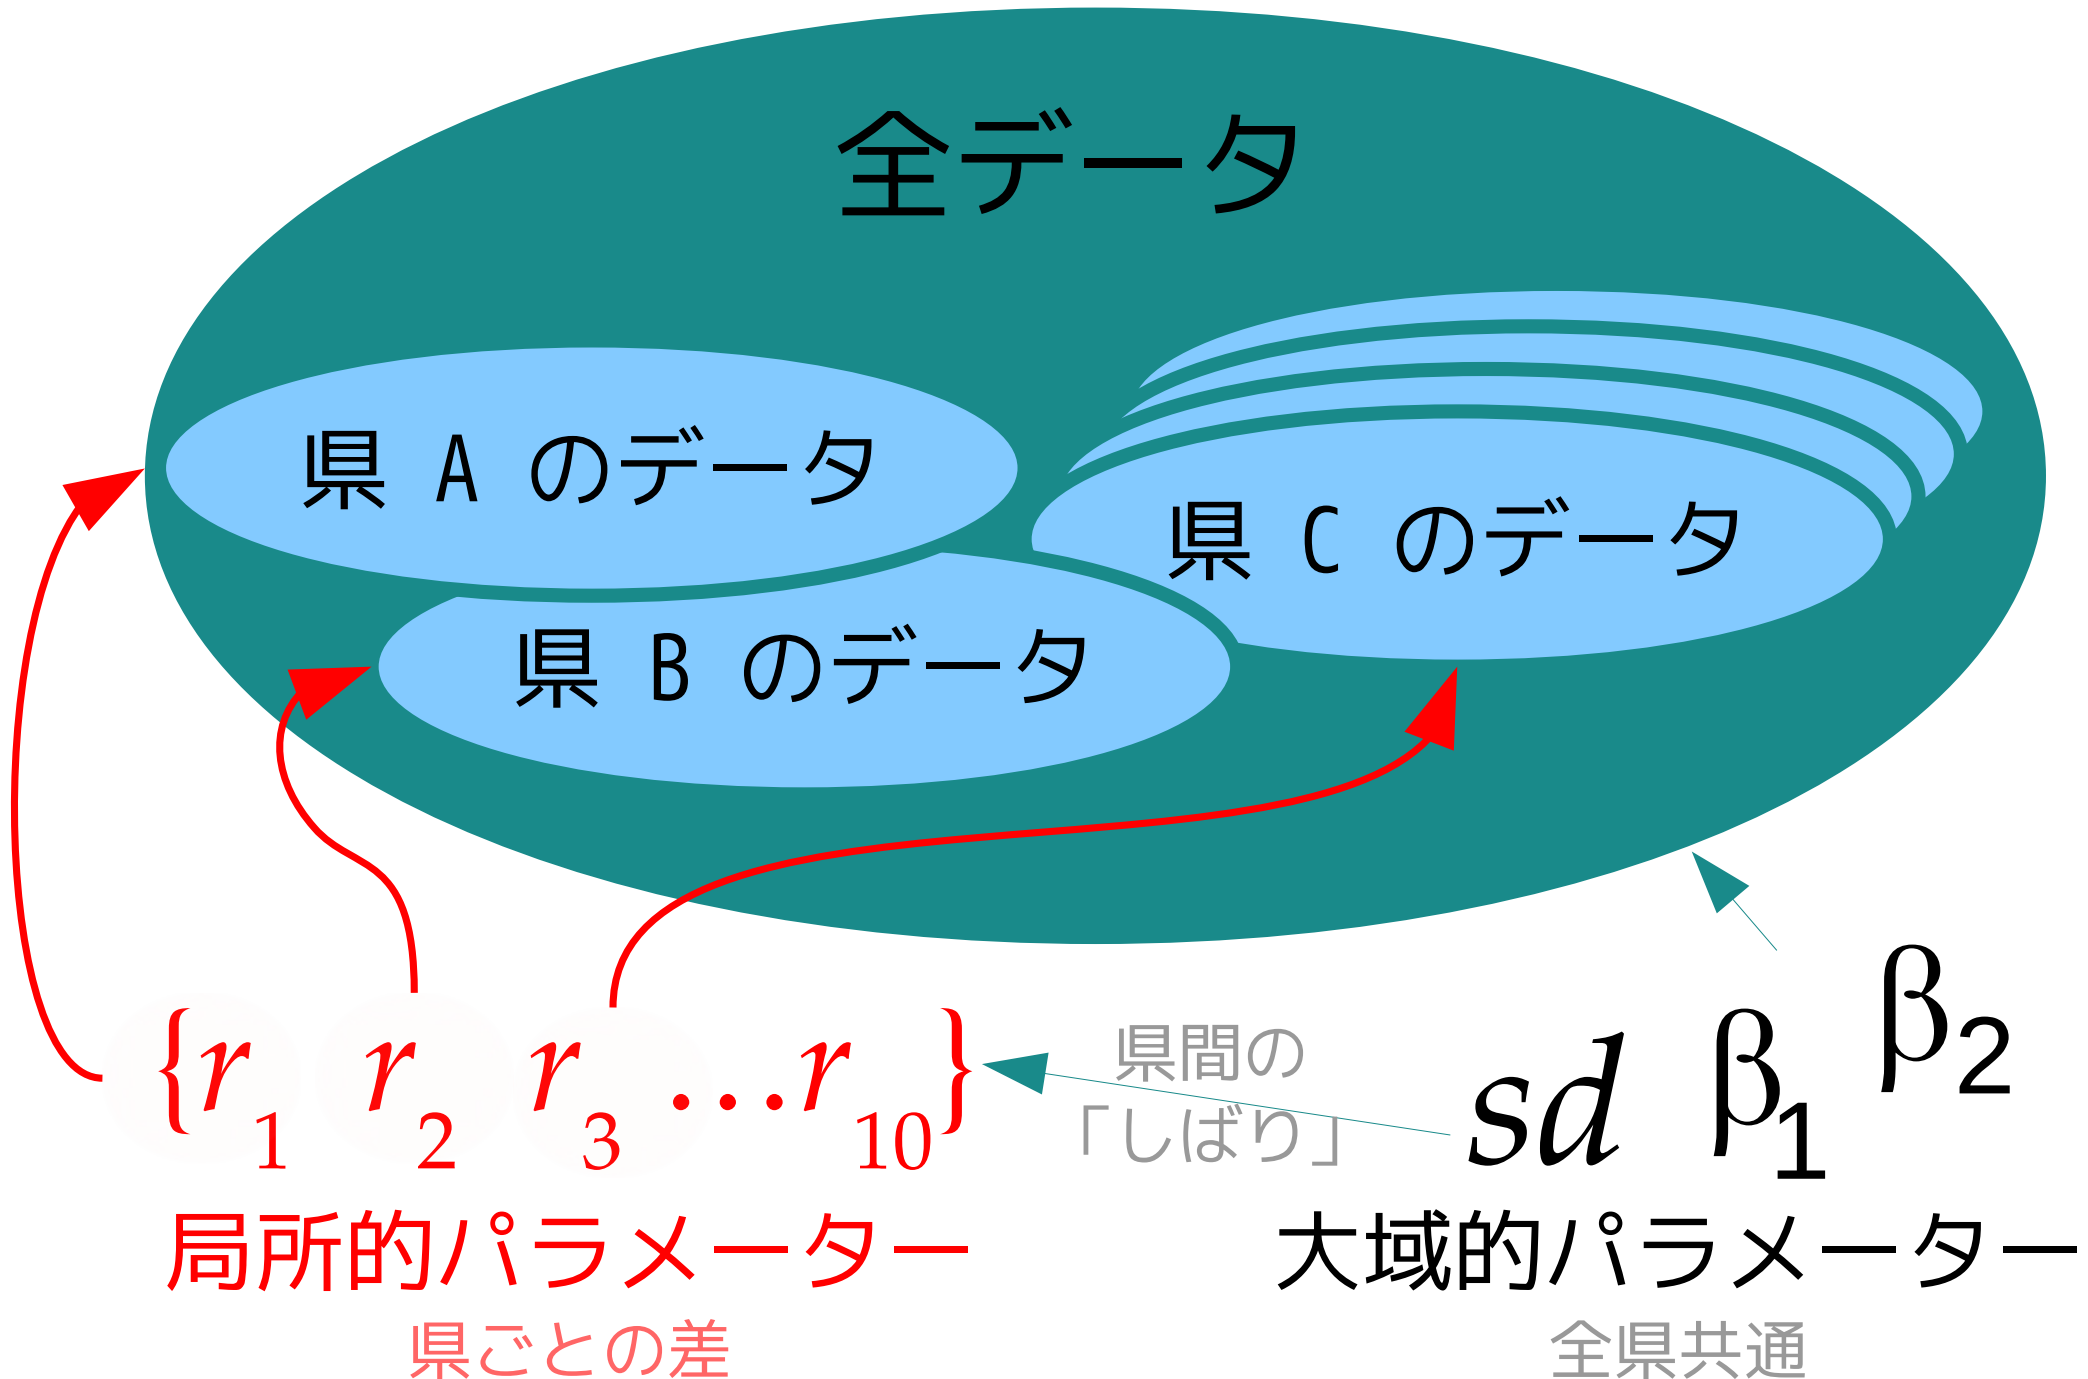 全データ
県 A のデータ
県 C のデータ
県 B のデータ
{r1 r2 r3 ...r10}
県間の
「しばり」
sd β1 β2
局所的パラメーター
大域的パラメーター
県ごとの差
全県共通